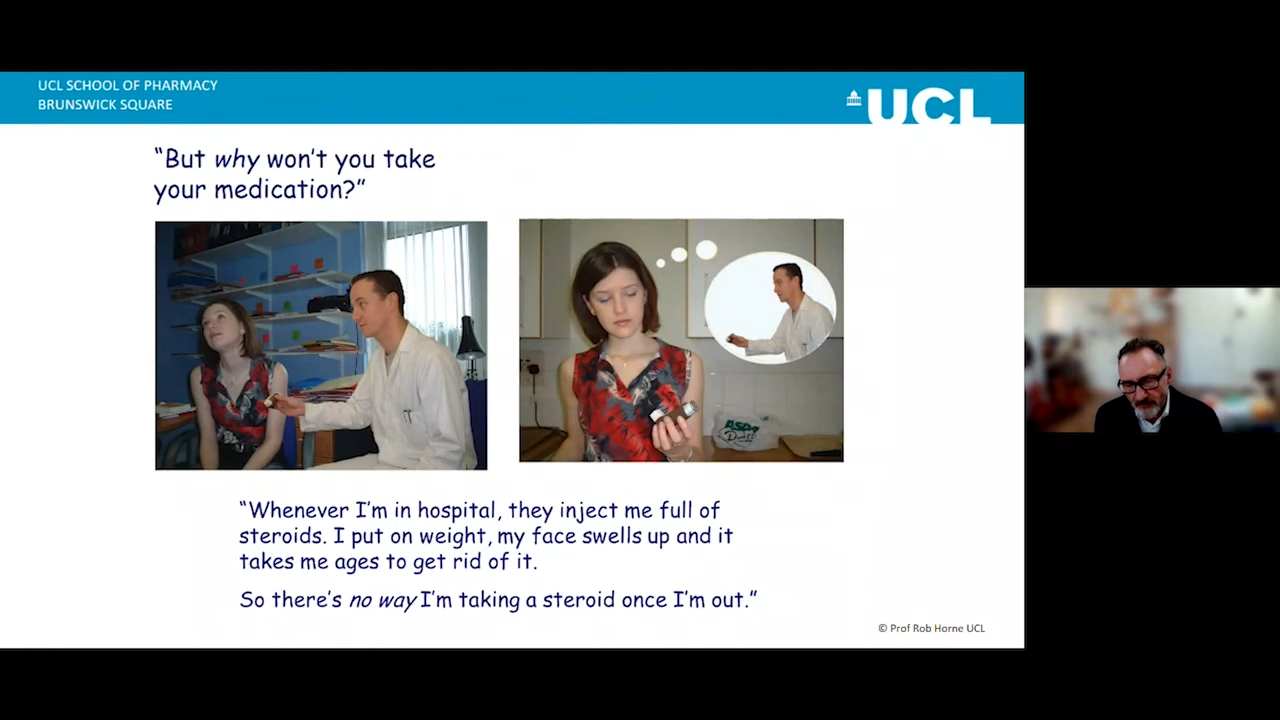 UCL SCHOOL OF PHARMACY
BRUNSWICK SQUARE
UCL
“But why won’t you take
your medication?”
ASDA
“Whenever I’m in hospital, they inject me full of
steroids. I put on weight, my face swells up and it
takes me ages to get rid of it.
So there’s no way I’m taking a steroid once I’m out.”
© Prof Rob Horne UCL